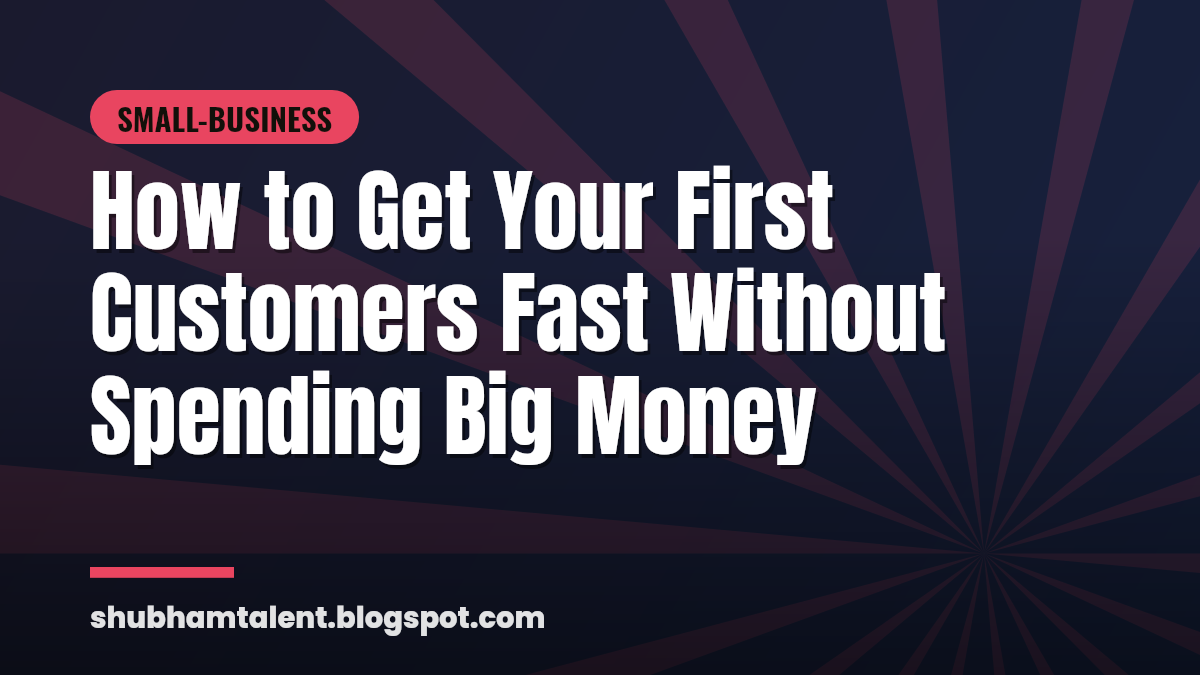 SMALL-BUSINESS
How to Get Your First
Customers Fast Without
Spending Big Money
shubhamtalent.blogspot.com